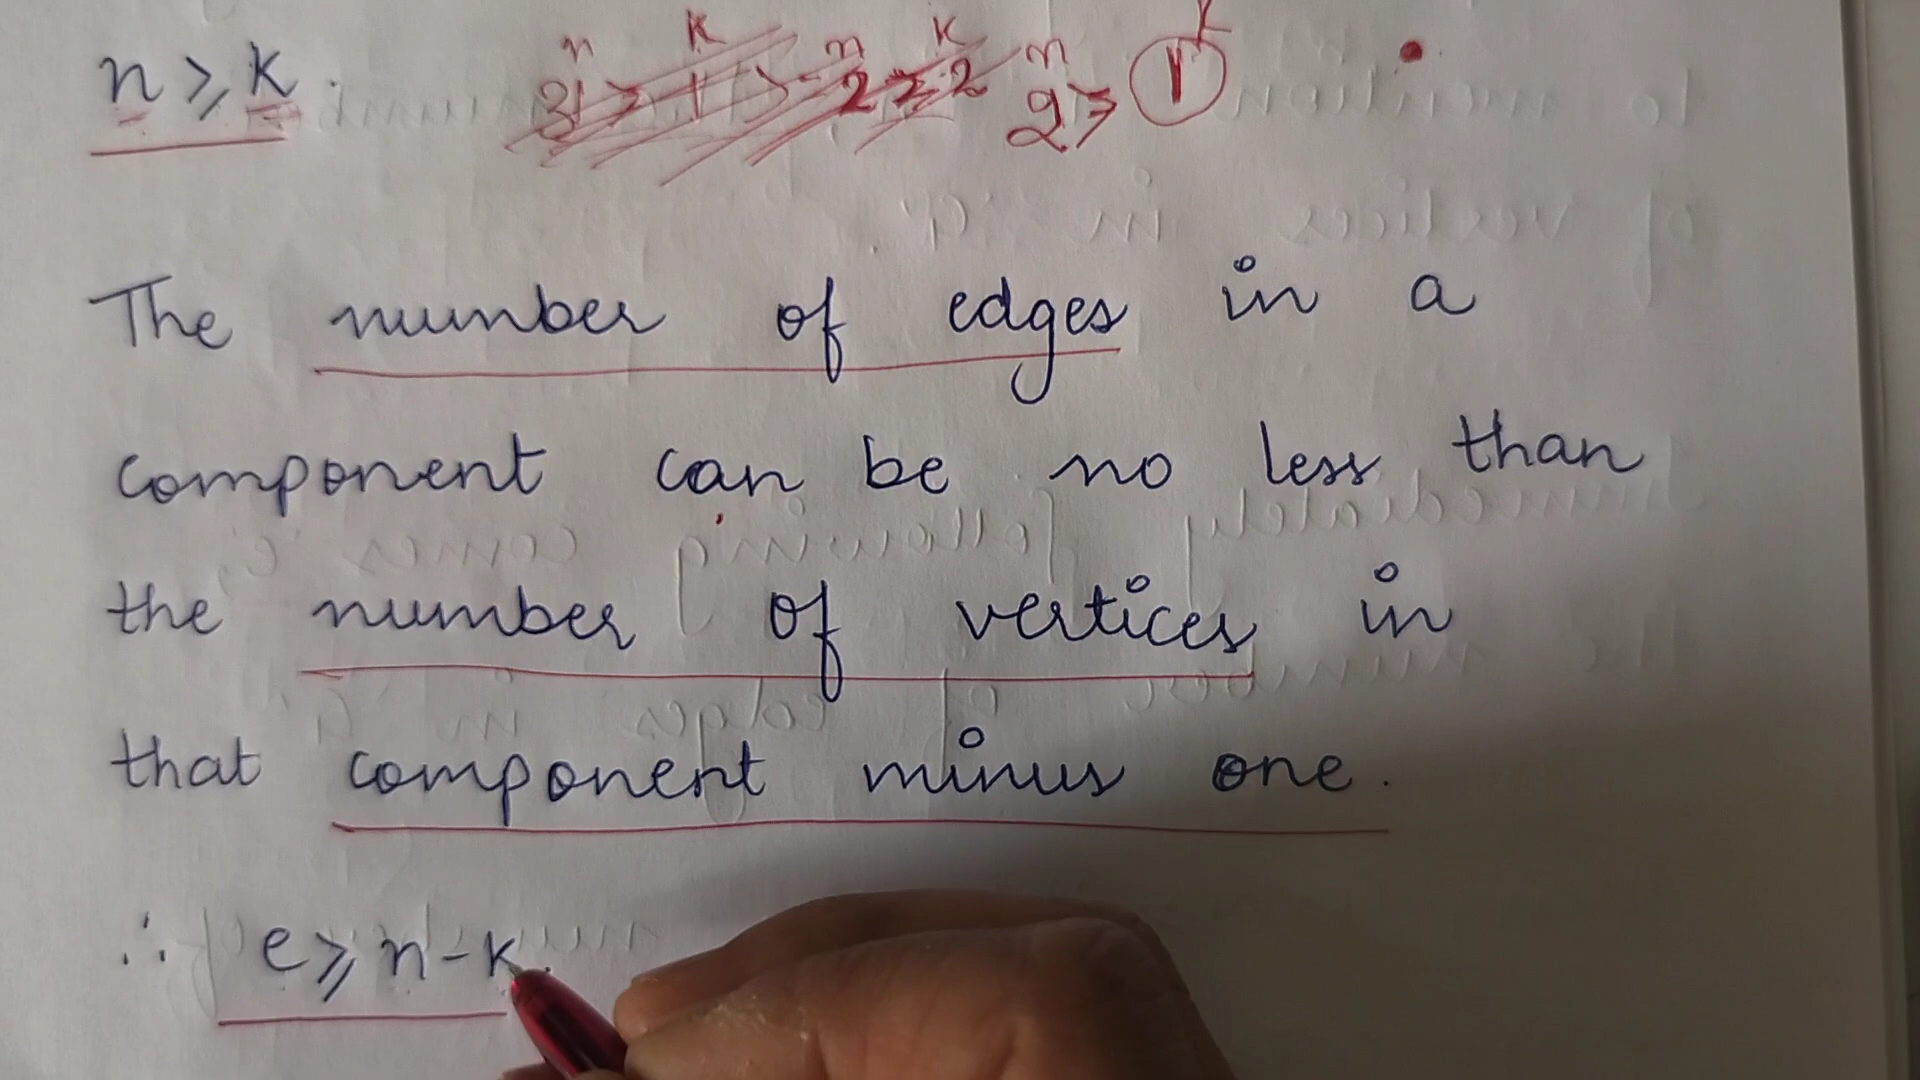 n ≥ k.
n k n k n k
2 ≥ 1
The number of edges in a
component can be no less than
the number of vertices in
that component minus one.
∴ e ≥ n - k.